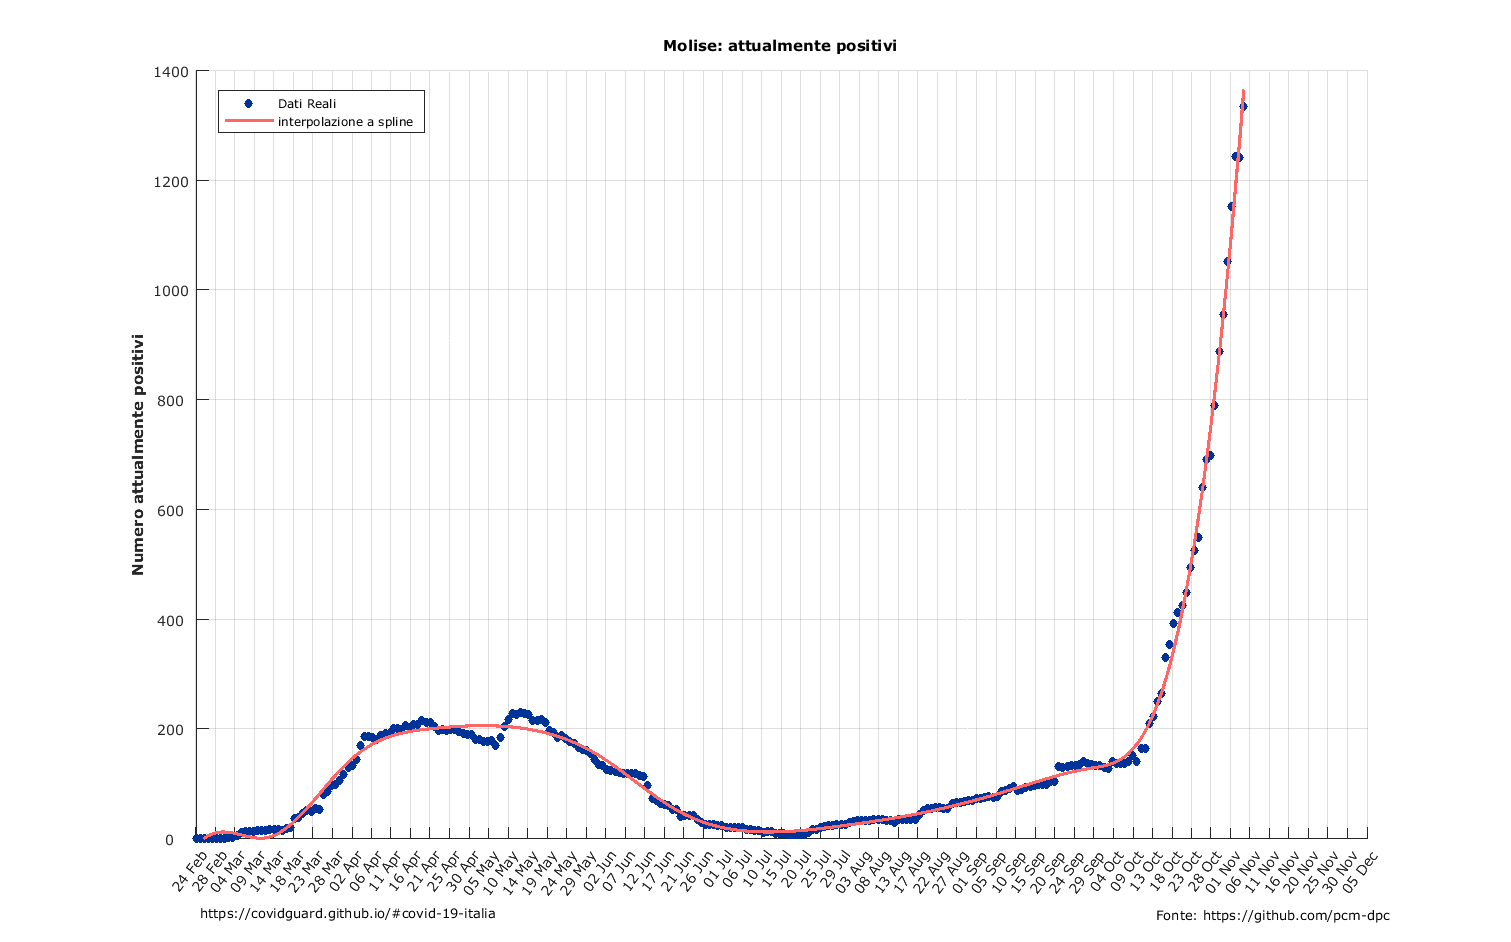 Molise: attualmente positivi
1400
1200
1000
800
600
400
200
0
Numero attualmente positivi
Dati Reali
interpolazione a spline
24 Feb
28 Feb
04 Mar
09 Mar
14 Mar
18 Mar
23 Mar
28 Mar
02 Apr
06 Apr
11 Apr
16 Apr
21 Apr
25 Apr
30 Apr
05 May
10 May
14 May
19 May
24 May
29 May
02 Jun
07 Jun
12 Jun
17 Jun
21 Jun
26 Jun
01 Jul
06 Jul
10 Jul
15 Jul
20 Jul
25 Jul
29 Jul
03 Aug
08 Aug
13 Aug
17 Aug
22 Aug
27 Aug
01 Sep
05 Sep
10 Sep
15 Sep
20 Sep
24 Sep
29 Sep
04 Oct
09 Oct
13 Oct
18 Oct
23 Oct
28 Oct
01 Nov
06 Nov
11 Nov
16 Nov
20 Nov
25 Nov
30 Nov
05 Dec
https://covidguard.github.io/#covid-19-italia
Fonte: https://github.com/pcm-dpc